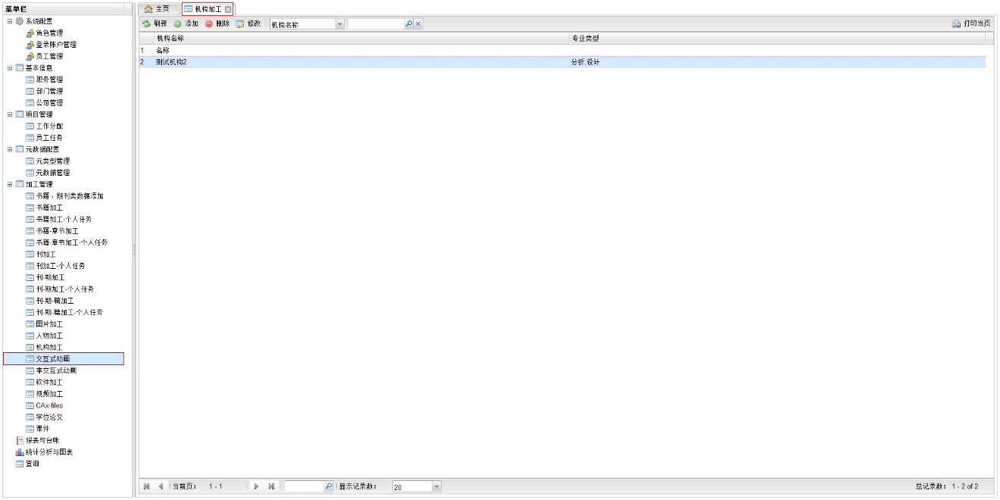 菜单栏
系统配置
角色管理
登录账户管理
员工管理
基本信息
职务管理
部门管理
公司管理
项目管理
工作分配
员工任务
元数据配置
元类型管理
元数据管理
加工管理
书籍、期刊类数据添加
书籍加工
书籍加工-个人任务
书籍-章节加工
书籍-章节加工-个人任务
刊加工
刊加工-个人任务
刊-期加工
刊-期加工-个人任务
刊-期-篇加工
刊-期-篇加工-个人任务
图片加工
人物加工
机构加工
交互式动画
非交互式动画
软件加工
视频加工
CAx-files
学位论文
课件
报表与台帐
统计分析与图表
查询
主页 机构加工
刷新 添加 删除 修改 机构名称 打印当页
机构名称 专业类型
1 名称
2 测试机构2 分析,设计
当前页： 1 - 1 显示记录数： 20 总记录数： 1 - 2 of 2